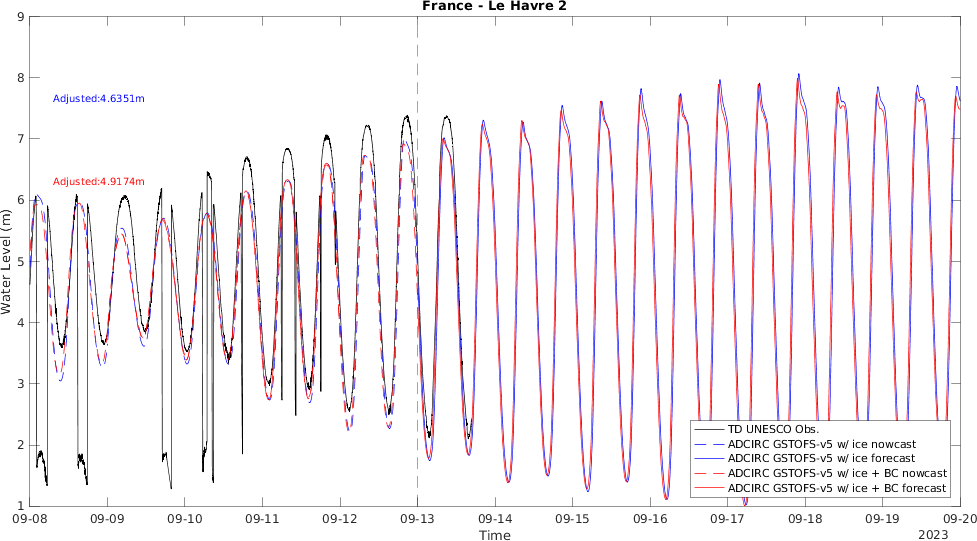 France - Le Havre 2
9
8
7
6
5
4
3
2
1
Water Level (m)
Adjusted:4.6351m
Adjusted:4.9174m
TD UNESCO Obs.
ADCIRC GSTOFS-v5 w/ ice nowcast
ADCIRC GSTOFS-v5 w/ ice forecast
ADCIRC GSTOFS-v5 w/ ice + BC nowcast
ADCIRC GSTOFS-v5 w/ ice + BC forecast
09-08 09-09 09-10 09-11 09-12 09-13 09-14 09-15 09-16 09-17 09-18 09-19 09-20
Time
2023